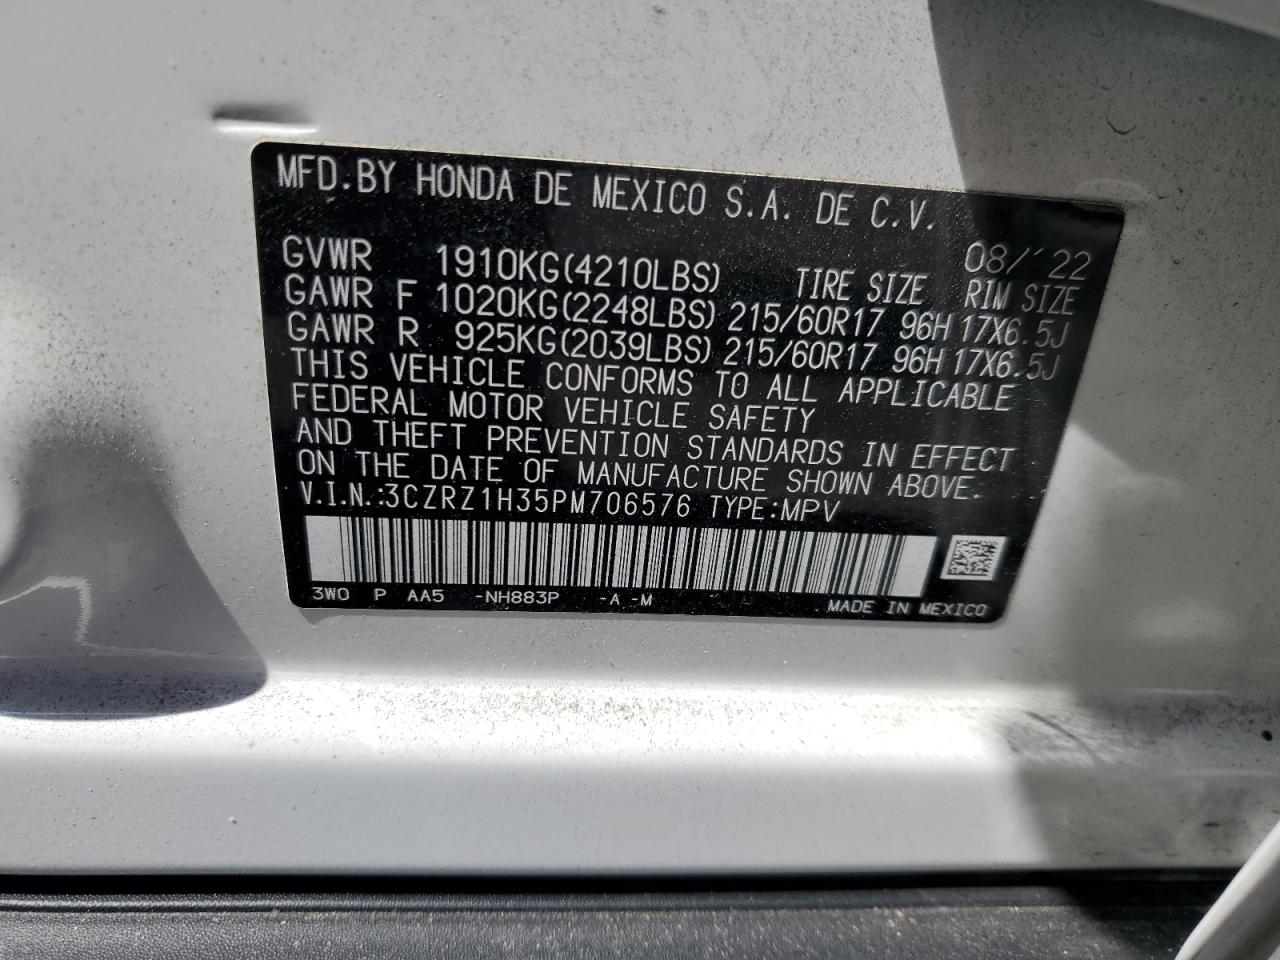 MFD.BY HONDA DE MEXICO S.A. DE C.V.
08/'22
GVWR 1910KG(4210LBS) TIRE SIZE RIM SIZE
GAWR F 1020KG(2248LBS) 215/60R17 96H 17X6.5J
GAWR R 925KG(2039LBS) 215/60R17 96H 17X6.5J
THIS VEHICLE CONFORMS TO ALL APPLICABLE
FEDERAL MOTOR VEHICLE SAFETY
AND THEFT PREVENTION STANDARDS IN EFFECT
ON THE DATE OF MANUFACTURE SHOWN ABOVE.
V.I.N.:3CZRZ1H35PM706576 TYPE:MPV
3W0 P AA5 -NH883P -A -M
MADE IN MEXICO